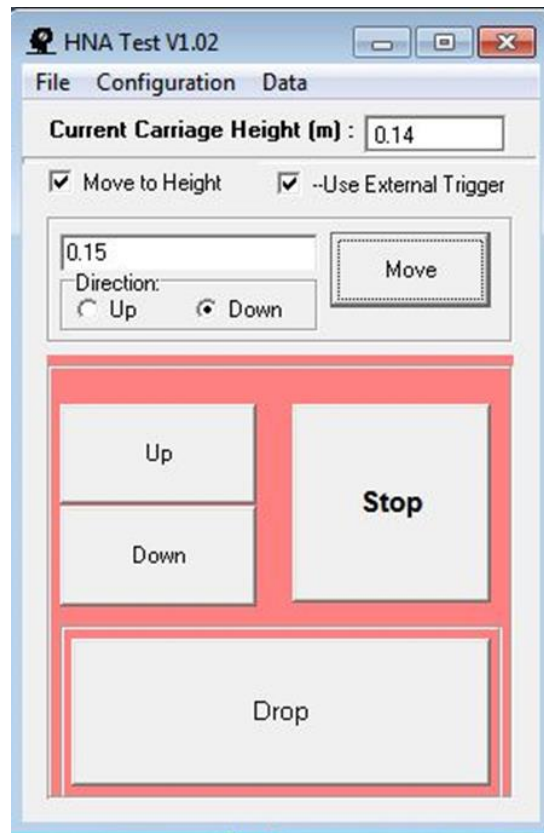 HNA Test V1.02
File Configuration Data
Current Carriage Height (m) : 0.14
Move to Height --Use External Trigger
0.15
Move
Direction:
Up Down
Up
Stop
Down
Drop